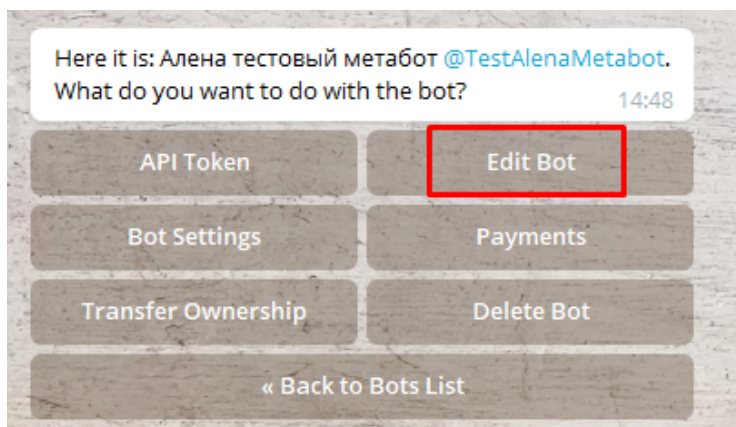 Here it is: Алена тестовый метабот @TestAlenaMetabot.
What do you want to do with the bot?
14:48
API Token
Edit Bot
Bot Settings
Payments
Transfer Ownership
Delete Bot
« Back to Bots List